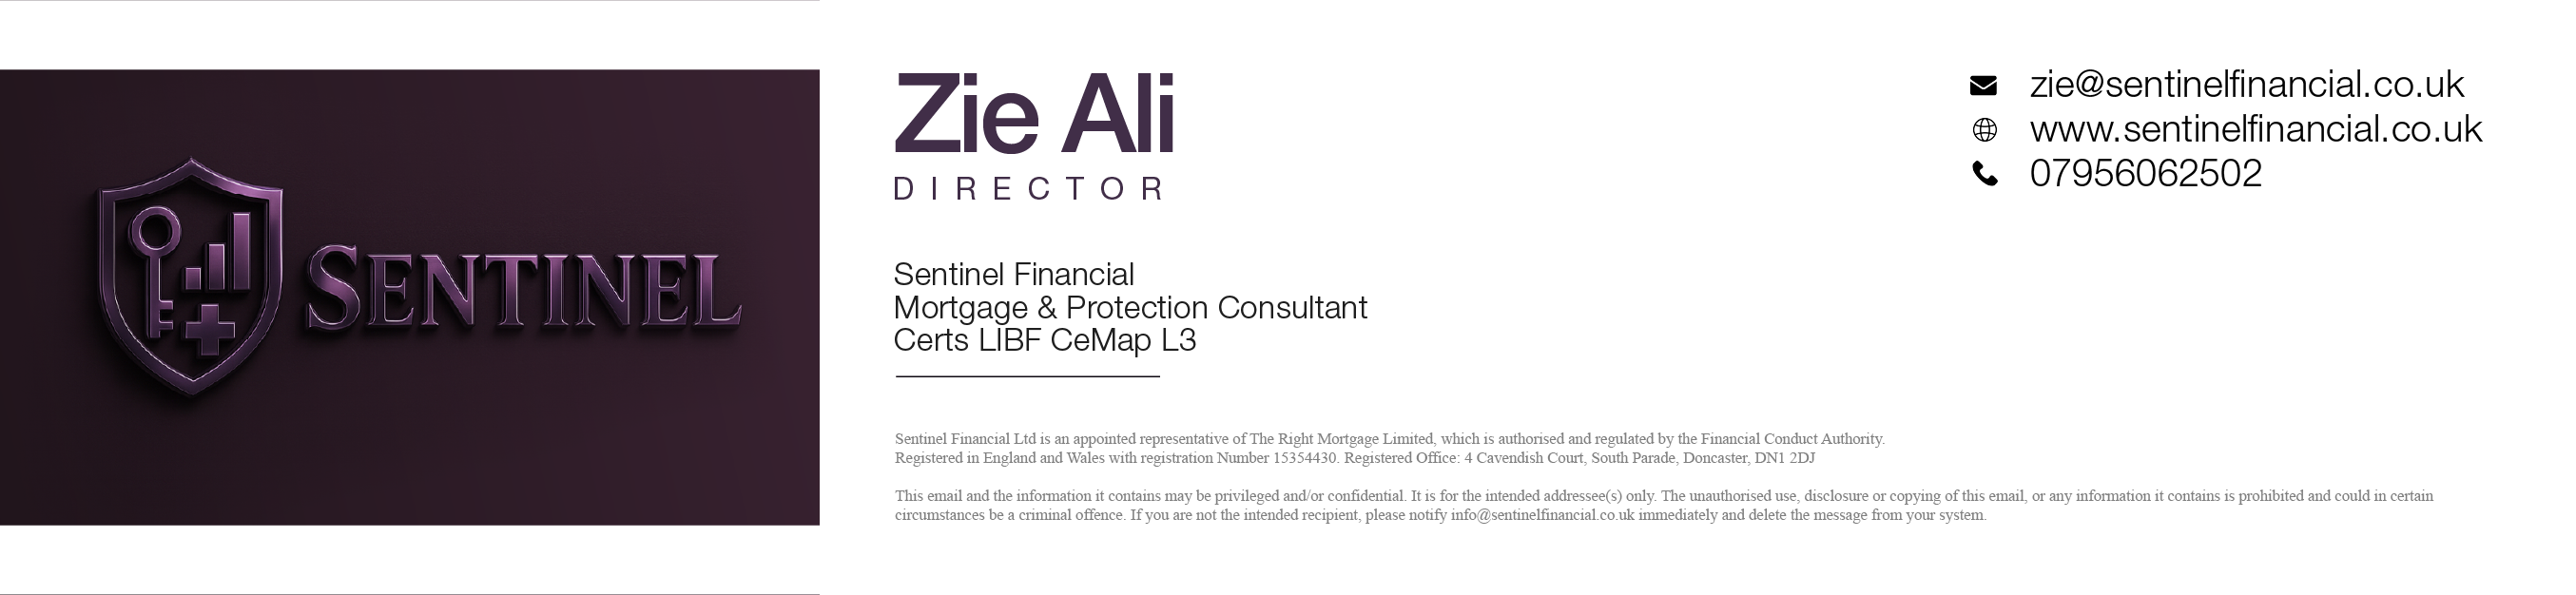 SENTINEL
Zie Ali
DIRECTOR
Sentinel Financial
Mortgage & Protection Consultant
Certs LIBF CeMap L3
zie@sentinelfinancial.co.uk
www.sentinelfinancial.co.uk
07956062502
Sentinel Financial Ltd is an appointed representative of The Right Mortgage Limited, which is authorised and regulated by the Financial Conduct Authority.
Registered in England and Wales with registration Number 15354430. Registered Office: 4 Cavendish Court, South Parade, Doncaster, DN1 2DJ
This email and the information it contains may be privileged and/or confidential. It is for the intended addressee(s) only. The unauthorised use, disclosure or copying of this email, or any information it contains is prohibited and could in certain
circumstances be a criminal offence. If you are not the intended recipient, please notify info@sentinelfinancial.co.uk immediately and delete the message from your system.